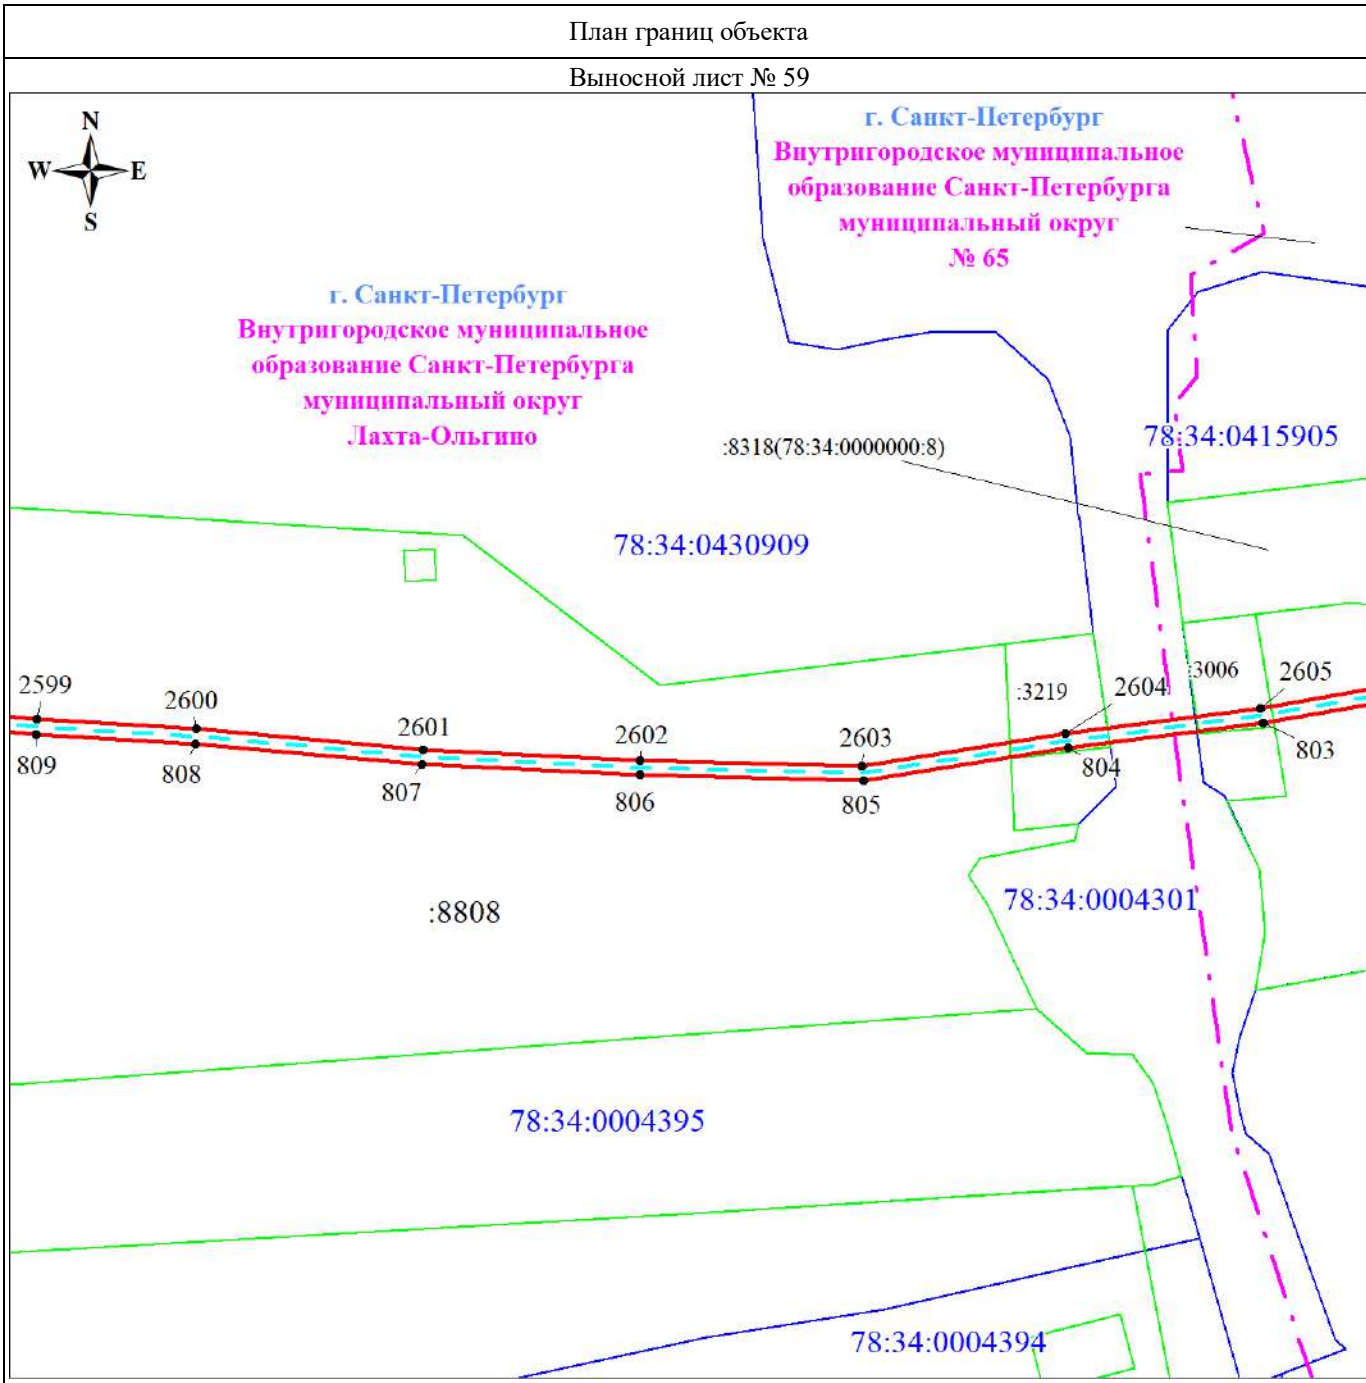 План границ объекта
Выносной лист № 59
N
W E
S
г. Санкт-Петербург
Внутригородское муниципальное
образование Санкт-Петербурга
муниципальный округ
№ 65
г. Санкт-Петербург
Внутригородское муниципальное
образование Санкт-Петербурга
муниципальный округ
Лахта-Ольгино
:8318(78:34:0000000:8)
78:34:0415905
78:34:0430909
2599
2600
2601
2602
2603
:3219
2604
:3006
2605
809
808
807
806
805
804
803
:8808
78:34:0004301
78:34:0004395
78:34:0004394